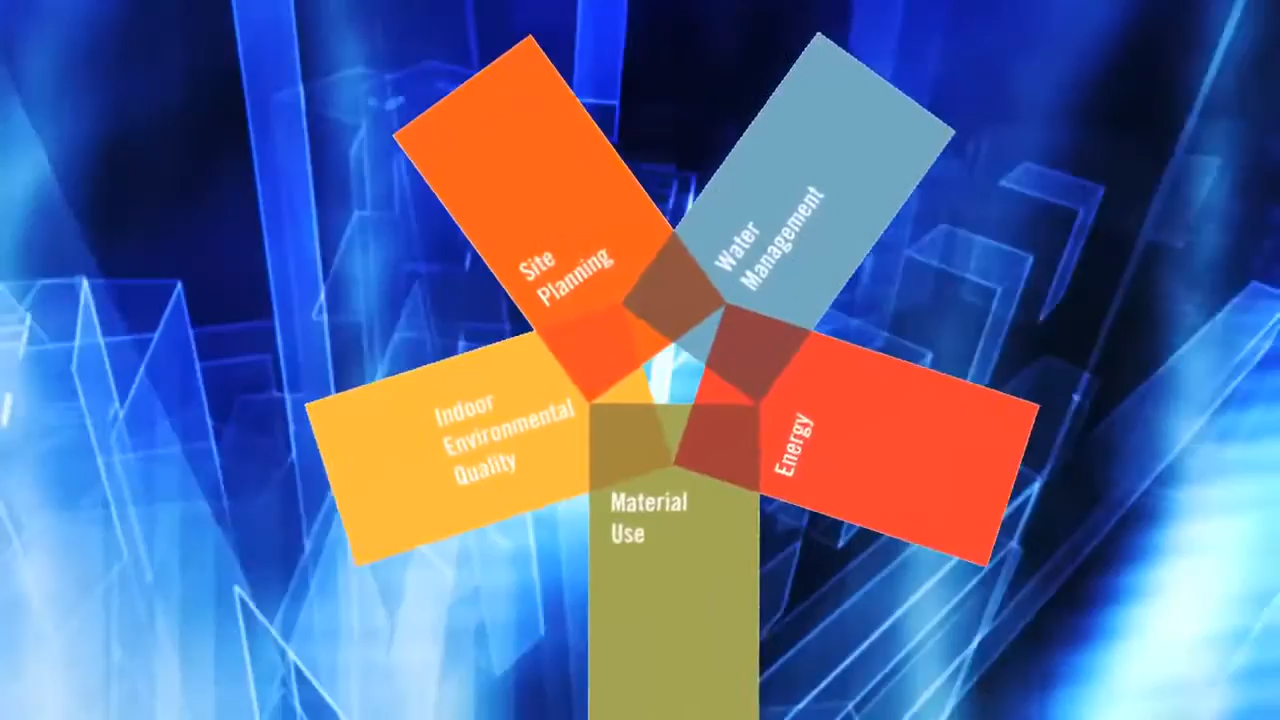 Site
Planning
Water
Management
Indoor
Environmental
Quality
Energy
Material
Use